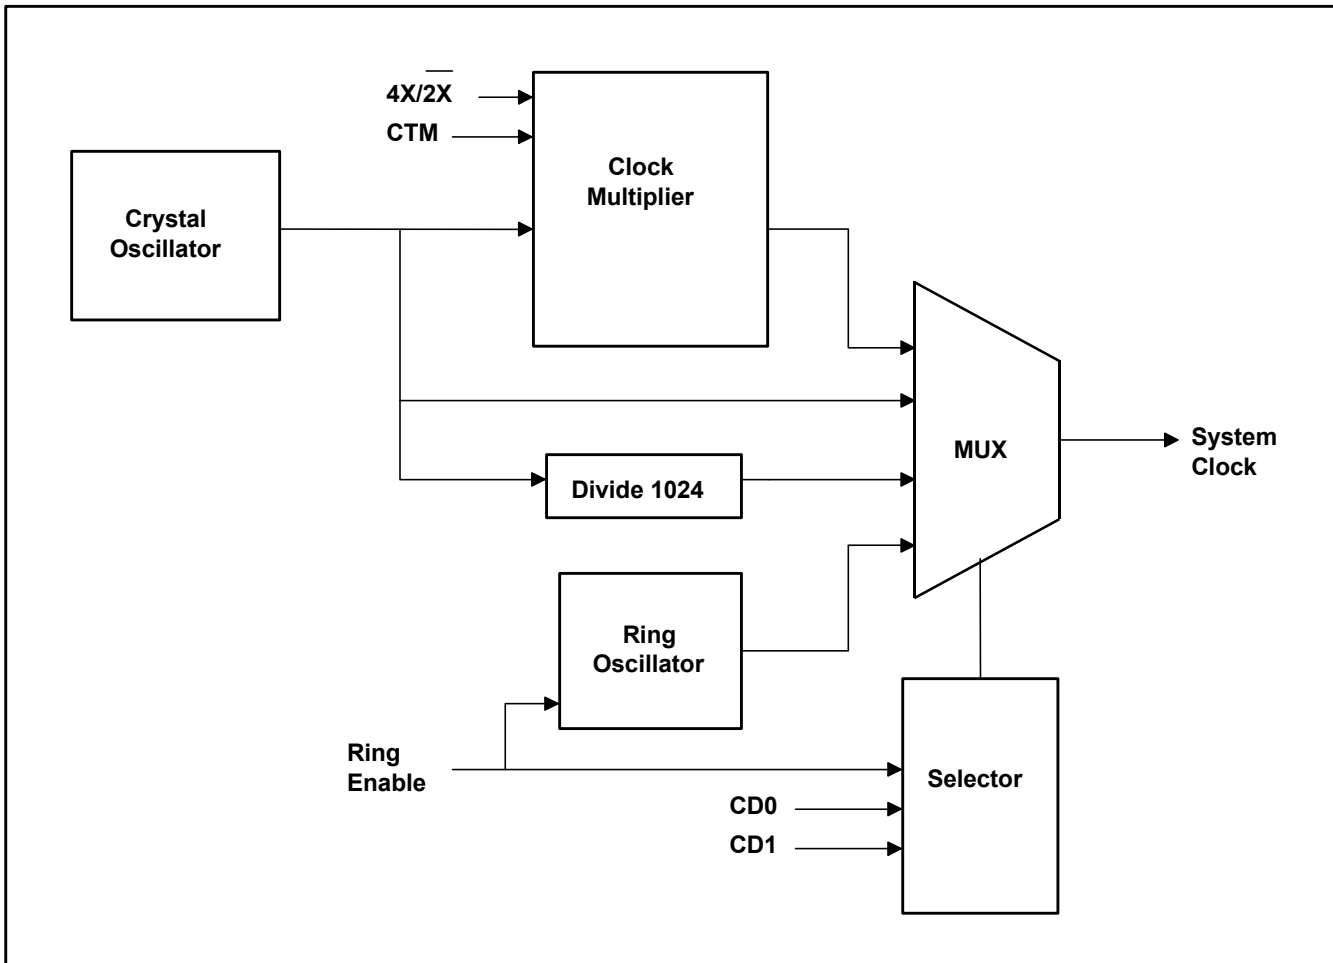 4X/2X
CTM
Clock
Multiplier
Crystal
Oscillator
MUX
System
Clock
Divide 1024
Ring
Oscillator
Ring
Enable
Selector
CD0
CD1